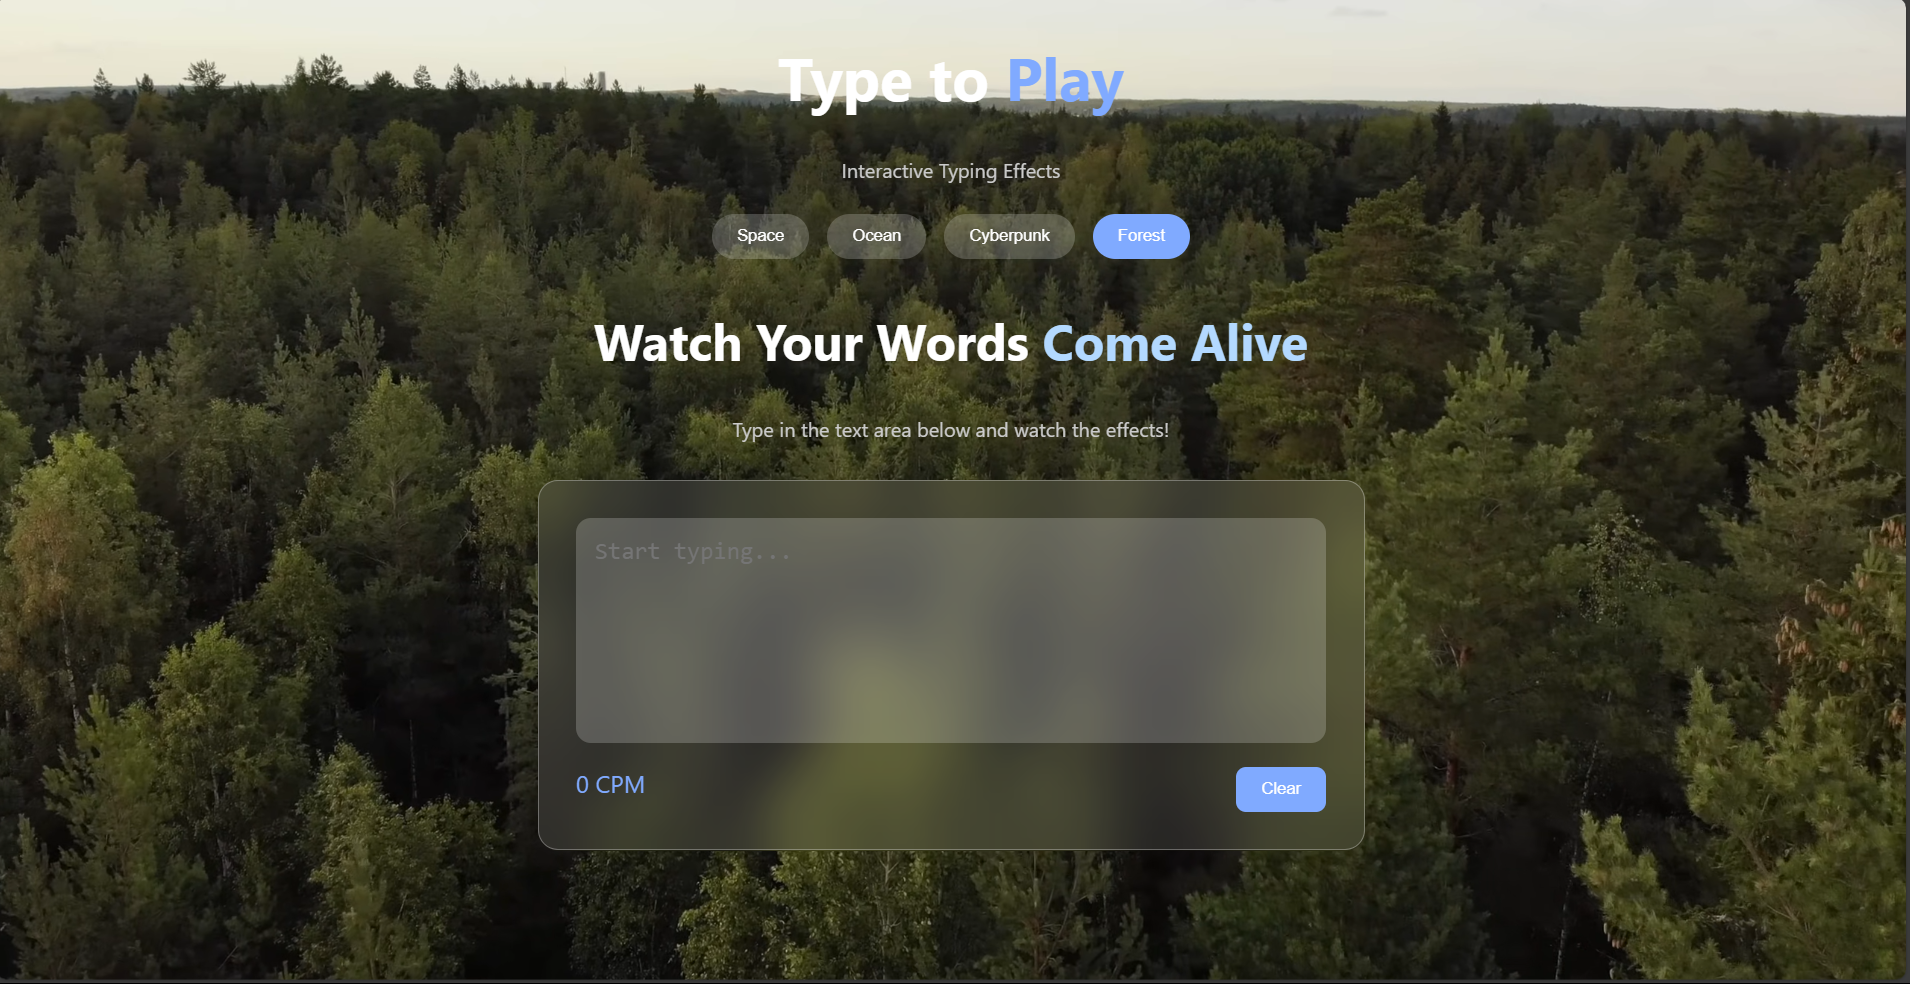 Type to Play
Interactive Typing Effects
Space Ocean Cyberpunk Forest
Watch Your Words Come Alive
Type in the text area below and watch the effects!
Start typing...
0 CPM Clear